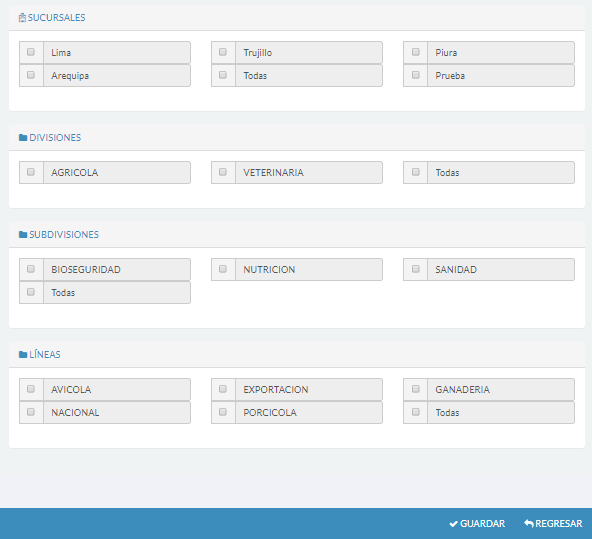 SUCURSALES
Lima Trujillo Piura
Arequipa Todas Prueba
DIVISIONES
AGRICOLA VETERINARIA Todas
SUBDIVISIONES
BIOSEGURIDAD NUTRICION SANIDAD
Todas
LÍNEAS
AVICOLA EXPORTACION GANADERIA
NACIONAL PORCICOLA Todas
GUARDAR REGRESAR